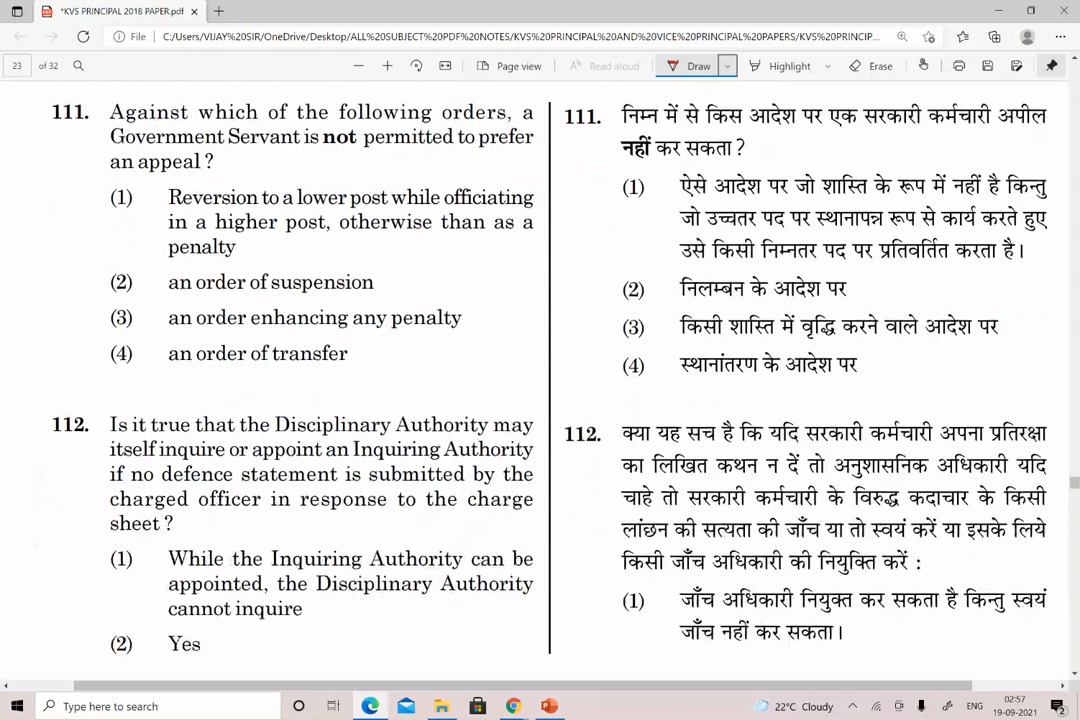 *KVS PRINCIPAL 2018 PAPER.pdf
File C:/Users/VIJAY%20SIR/OneDrive/Desktop/ALL%20SUBJECT%20PDF%20NOTES/KVS%20PRINCIPAL%20AND%20VICE%20PRINCIPAL%20PAPERS/KVS%20PRINCIP...
23 of 32 Page view Read aloud Draw Highlight Erase
111. Against which of the following orders, a
Government Servant is not permitted to prefer
an appeal ?
(1) Reversion to a lower post while officiating
in a higher post, otherwise than as a
penalty
(2) an order of suspension
(3) an order enhancing any penalty
(4) an order of transfer
112. Is it true that the Disciplinary Authority may
itself inquire or appoint an Inquiring Authority
if no defence statement is submitted by the
charged officer in response to the charge
sheet ?
(1) While the Inquiring Authority can be
appointed, the Disciplinary Authority
cannot inquire
(2) Yes
111. निम्न में से किस आदेश पर एक सरकारी कर्मचारी अपील
नहीं कर सकता ?
(1) ऐसे आदेश पर जो शास्ति के रूप में नहीं है किन्तु
जो उच्चतर पद पर स्थानापन्न रूप से कार्य करते हुए
उसे किसी निम्नतर पद पर प्रतिवर्तित करता है।
(2) निलम्बन के आदेश पर
(3) किसी शास्ति में वृद्धि करने वाले आदेश पर
(4) स्थानांतरण के आदेश पर
112. क्या यह सच है कि यदि सरकारी कर्मचारी अपना प्रतिरक्षा
का लिखित कथन न दें तो अनुशासनिक अधिकारी यदि
चाहे तो सरकारी कर्मचारी के विरुद्ध कदाचार के किसी
लांछन की सत्यता की जाँच या तो स्वयं करें या इसके लिये
किसी जाँच अधिकारी की नियुक्ति करें :
(1) जाँच अधिकारी नियुक्त कर सकता है किन्तु स्वयं
जाँच नहीं कर सकता।
Type here to search
22°C Cloudy
ENG
02:57
19-09-2021
2